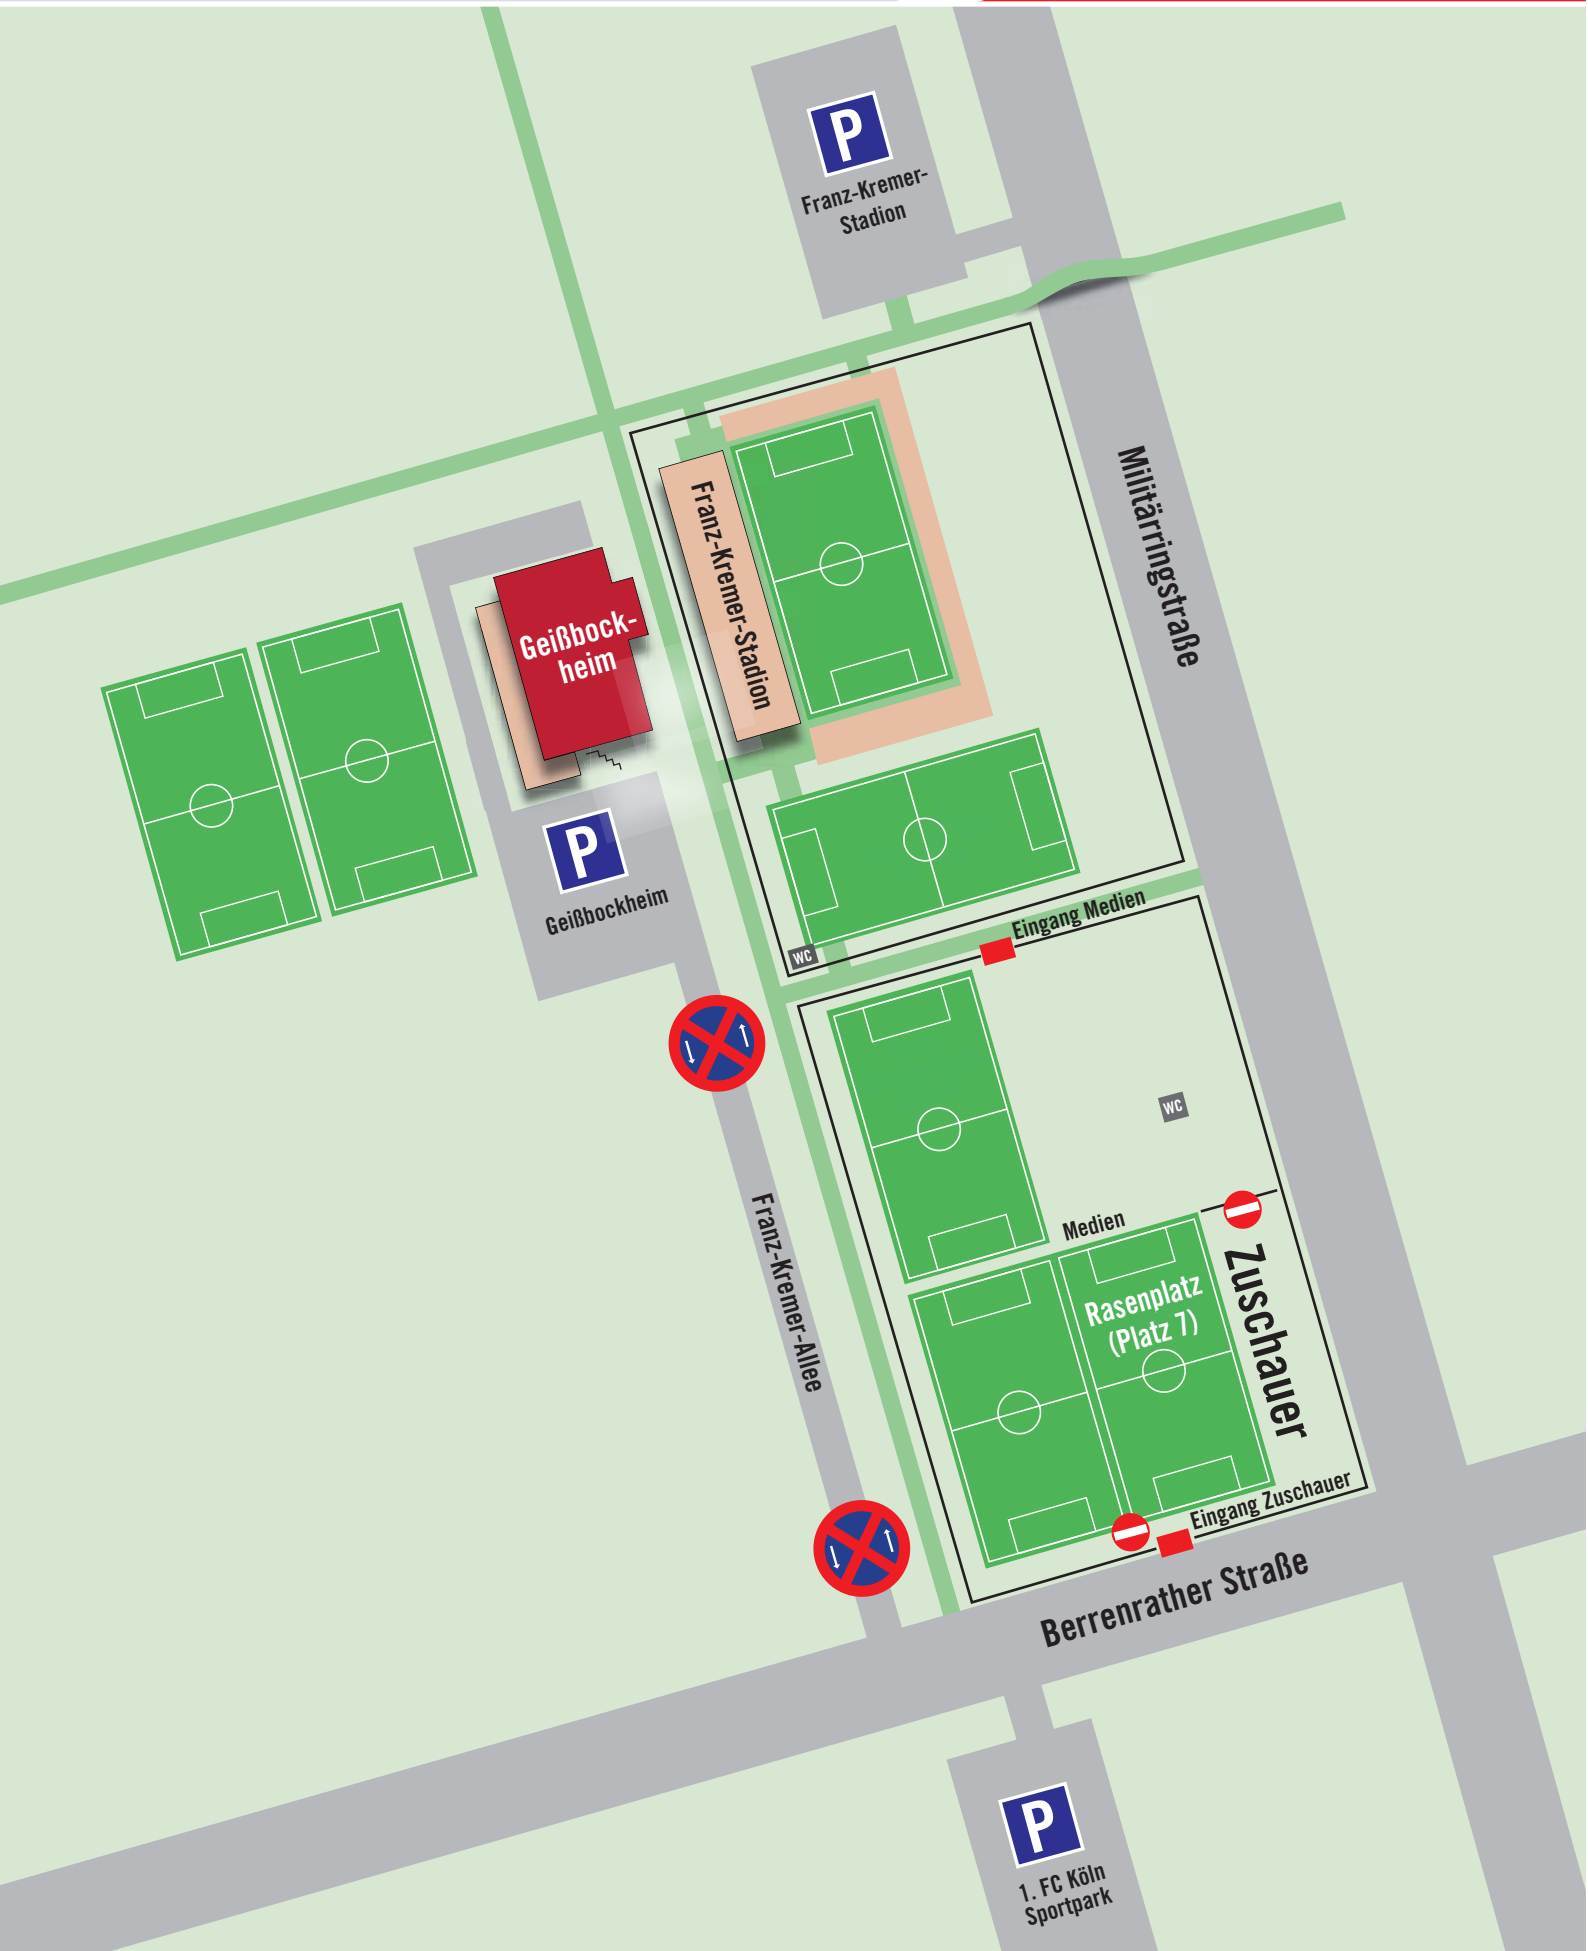 P
Franz-Kremer-
Stadion
Militärringstraße
Franz-Kremer-Stadion
Geißbock-
heim
P
Geißbockheim
Eingang Medien
WC
WC
Medien
Franz-Kremer-Allee
Rasenplatz
(Platz 7)
Zuschauer
Eingang Zuschauer
Berrenrather Straße
P
1. FC Köln
Sportpark